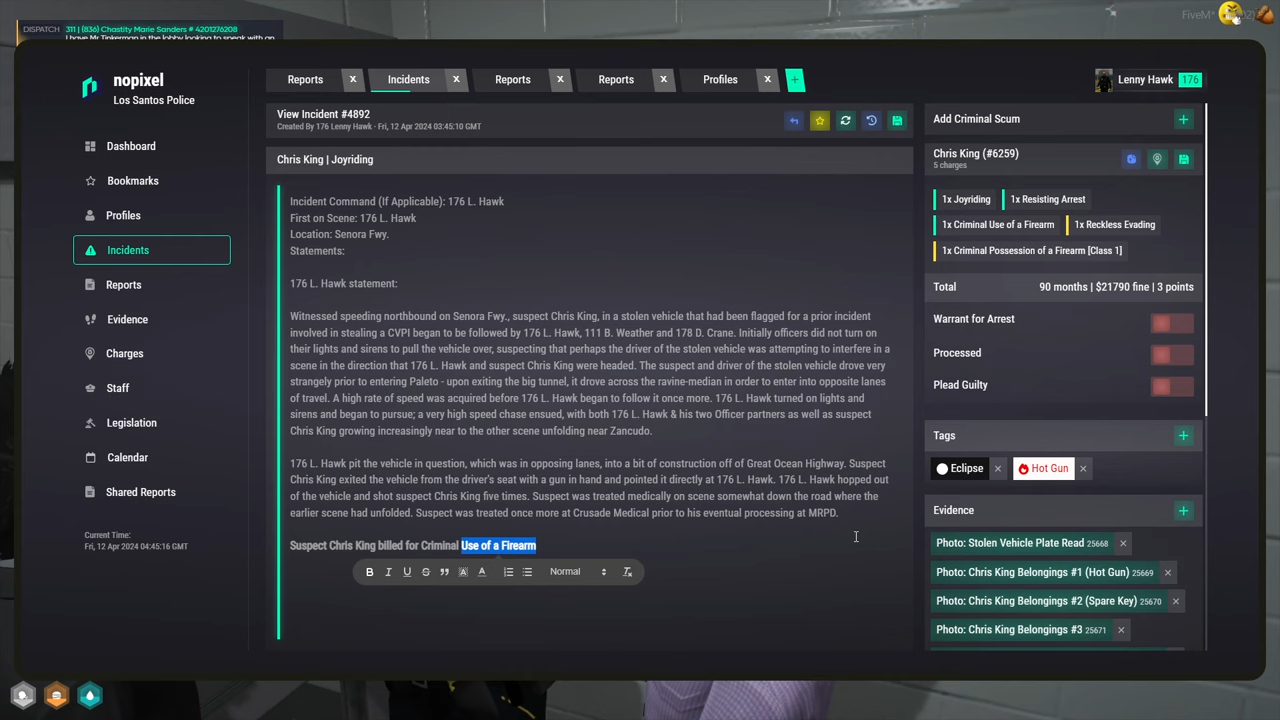 DISPATCH 311 | (836) Chastity Marie Sanders # 4201276208
I have Mr Tinkerman in the lobby looking to speak with an
FiveM*
nopixel
Los Santos Police
Dashboard
Bookmarks
Profiles
Incidents
Reports
Evidence
Charges
Staff
Legislation
Calendar
Shared Reports
Current Time:
Fri, 12 Apr 2024 04:45:16 GMT
Reports x Incidents x Reports x Reports x Profiles x +
Lenny Hawk 176
View Incident #4892
Created By 176 Lenny Hawk - Fri, 12 Apr 2024 03:45:10 GMT
Chris King | Joyriding
Incident Command (If Applicable): 176 L. Hawk
First on Scene: 176 L. Hawk
Location: Senora Fwy.
Statements:
176 L. Hawk statement:
Witnessed speeding northbound on Senora Fwy., suspect Chris King, in a stolen vehicle that had been flagged for a prior incident
involved in stealing a CVPI began to be followed by 176 L. Hawk, 111 B. Weather and 178 D. Crane. Initially officers did not turn on
their lights and sirens to pull the vehicle over, suspecting that perhaps the driver of the stolen vehicle was attempting to interfere in a
scene in the direction that 176 L. Hawk and suspect Chris King were headed. The suspect and driver of the stolen vehicle drove very
strangely prior to entering Paleto - upon exiting the big tunnel, it drove across the ravine-median in order to enter into opposite lanes
of travel. A high rate of speed was acquired before 176 L. Hawk began to follow it once more. 176 L. Hawk turned on lights and
sirens and began to pursue; a very high speed chase ensued, with both 176 L. Hawk & his two Officer partners as well as suspect
Chris King growing increasingly near to the other scene unfolding near Zancudo.
176 L. Hawk pit the vehicle in question, which was in opposing lanes, into a bit of construction off of Great Ocean Highway. Suspect
Chris King exited the vehicle from the driver's seat with a gun in hand and pointed it directly at 176 L. Hawk. 176 L. Hawk hopped out
of the vehicle and shot suspect Chris King five times. Suspect was treated medically on scene somewhat down the road where the
earlier scene had unfolded. Suspect was treated once more at Crusade Medical prior to his eventual processing at MRPD.
Suspect Chris King billed for Criminal Use of a Firearm
B I U S A A Normal
Add Criminal Scum +
Chris King (#6259)
5 charges
1x Joyriding 1x Resisting Arrest
1x Criminal Use of a Firearm 1x Reckless Evading
1x Criminal Possession of a Firearm [Class 1]
Total 90 months | $21790 fine | 3 points
Warrant for Arrest
Processed
Plead Guilty
Tags +
Eclipse x Hot Gun x
Evidence +
Photo: Stolen Vehicle Plate Read 25668 x
Photo: Chris King Belongings #1 (Hot Gun) 25669 x
Photo: Chris King Belongings #2 (Spare Key) 25670 x
Photo: Chris King Belongings #3 25671 x